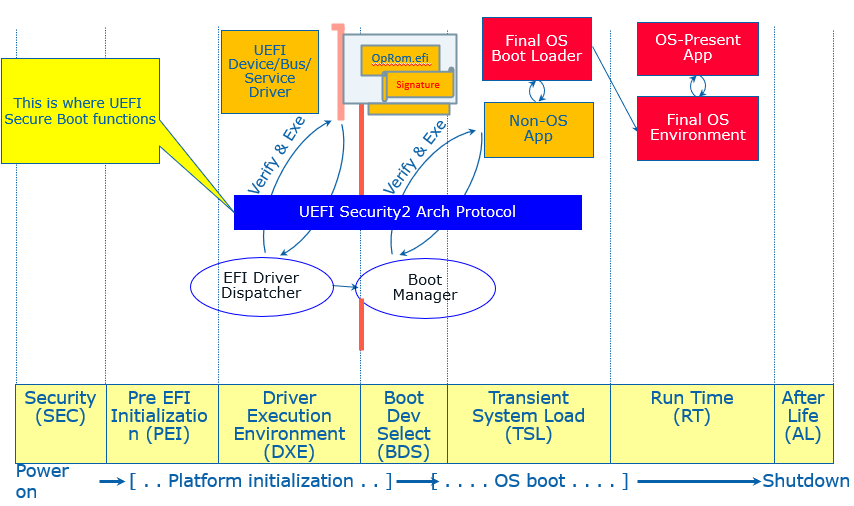 UEFI
Device/Bus/
Service
Driver
OpRom.efi
Signature
Final OS
Boot Loader
OS-Present
App
This is where UEFI
Secure Boot functions
Verify & Exe
Verify & Exe
Non-OS
App
Final OS
Environment
UEFI Security2 Arch Protocol
EFI Driver
Dispatcher
Boot
Manager
Security
(SEC)
Pre EFI
Initializatio
n (PEI)
Driver
Execution
Environment
(DXE)
Boot
Dev
Select
(BDS)
Transient
System Load
(TSL)
Run Time
(RT)
After
Life
(AL)
Power
on
[ . . Platform initialization . . ]
[ . . . . OS boot . . . . ]
Shutdown